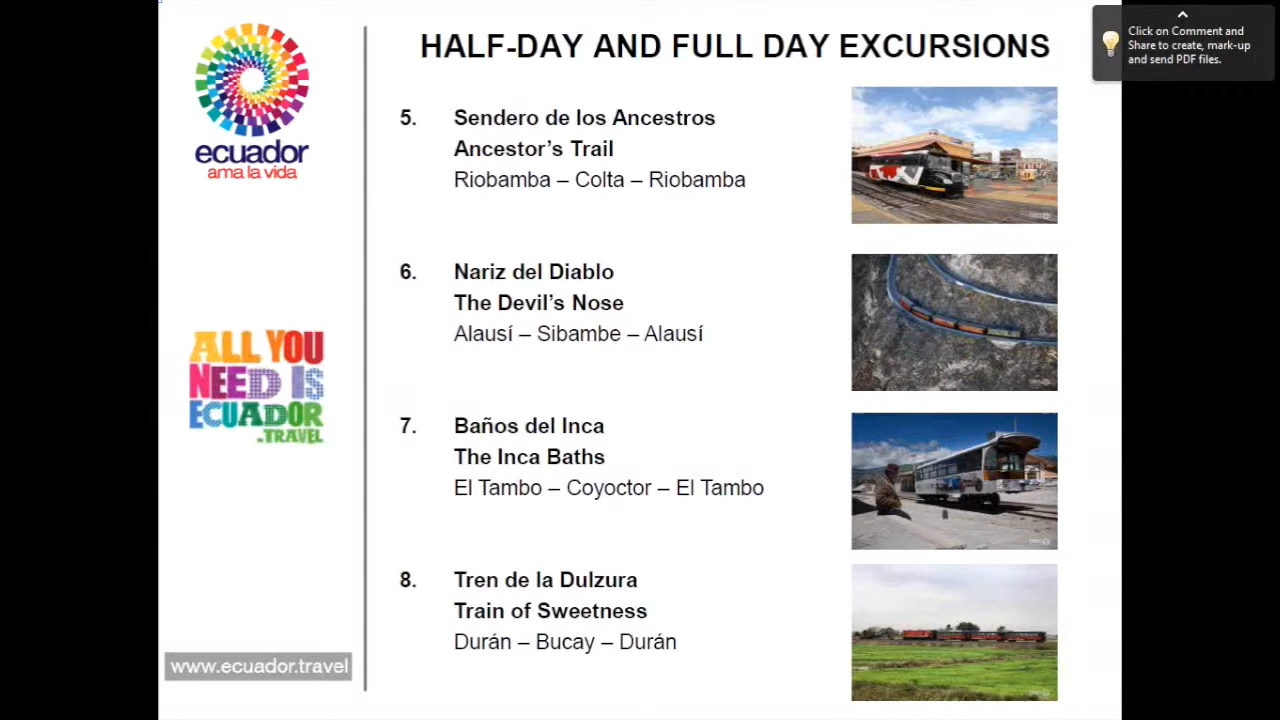 HALF-DAY AND FULL DAY EXCURSIONS
ecuador
ama la vida
ALL YOU
NEED IS
ECUADOR
.TRAVEL
www.ecuador.travel
5. Sendero de los Ancestros
Ancestor's Trail
Riobamba – Colta – Riobamba
6. Nariz del Diablo
The Devil's Nose
Alausí – Sibambe – Alausí
7. Baños del Inca
The Inca Baths
El Tambo – Coyoctor – El Tambo
8. Tren de la Dulzura
Train of Sweetness
Durán – Bucay – Durán
Click on Comment and
Share to create, mark-up
and send PDF files.